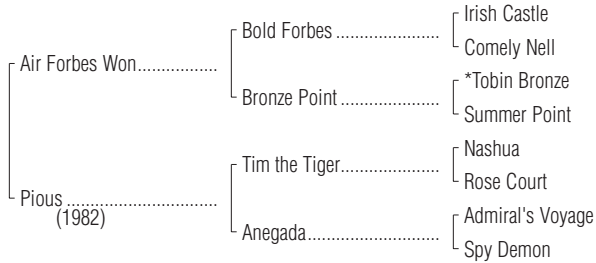 Irish Castle
Bold Forbes ....................
Comely Nell
Air Forbes Won................
*Tobin Bronze
Bronze Point ...................
Summer Point
Nashua
Tim the Tiger...................
Rose Court
Pious .............................
(1982)
Admiral's Voyage
Anegada.........................
Spy Demon